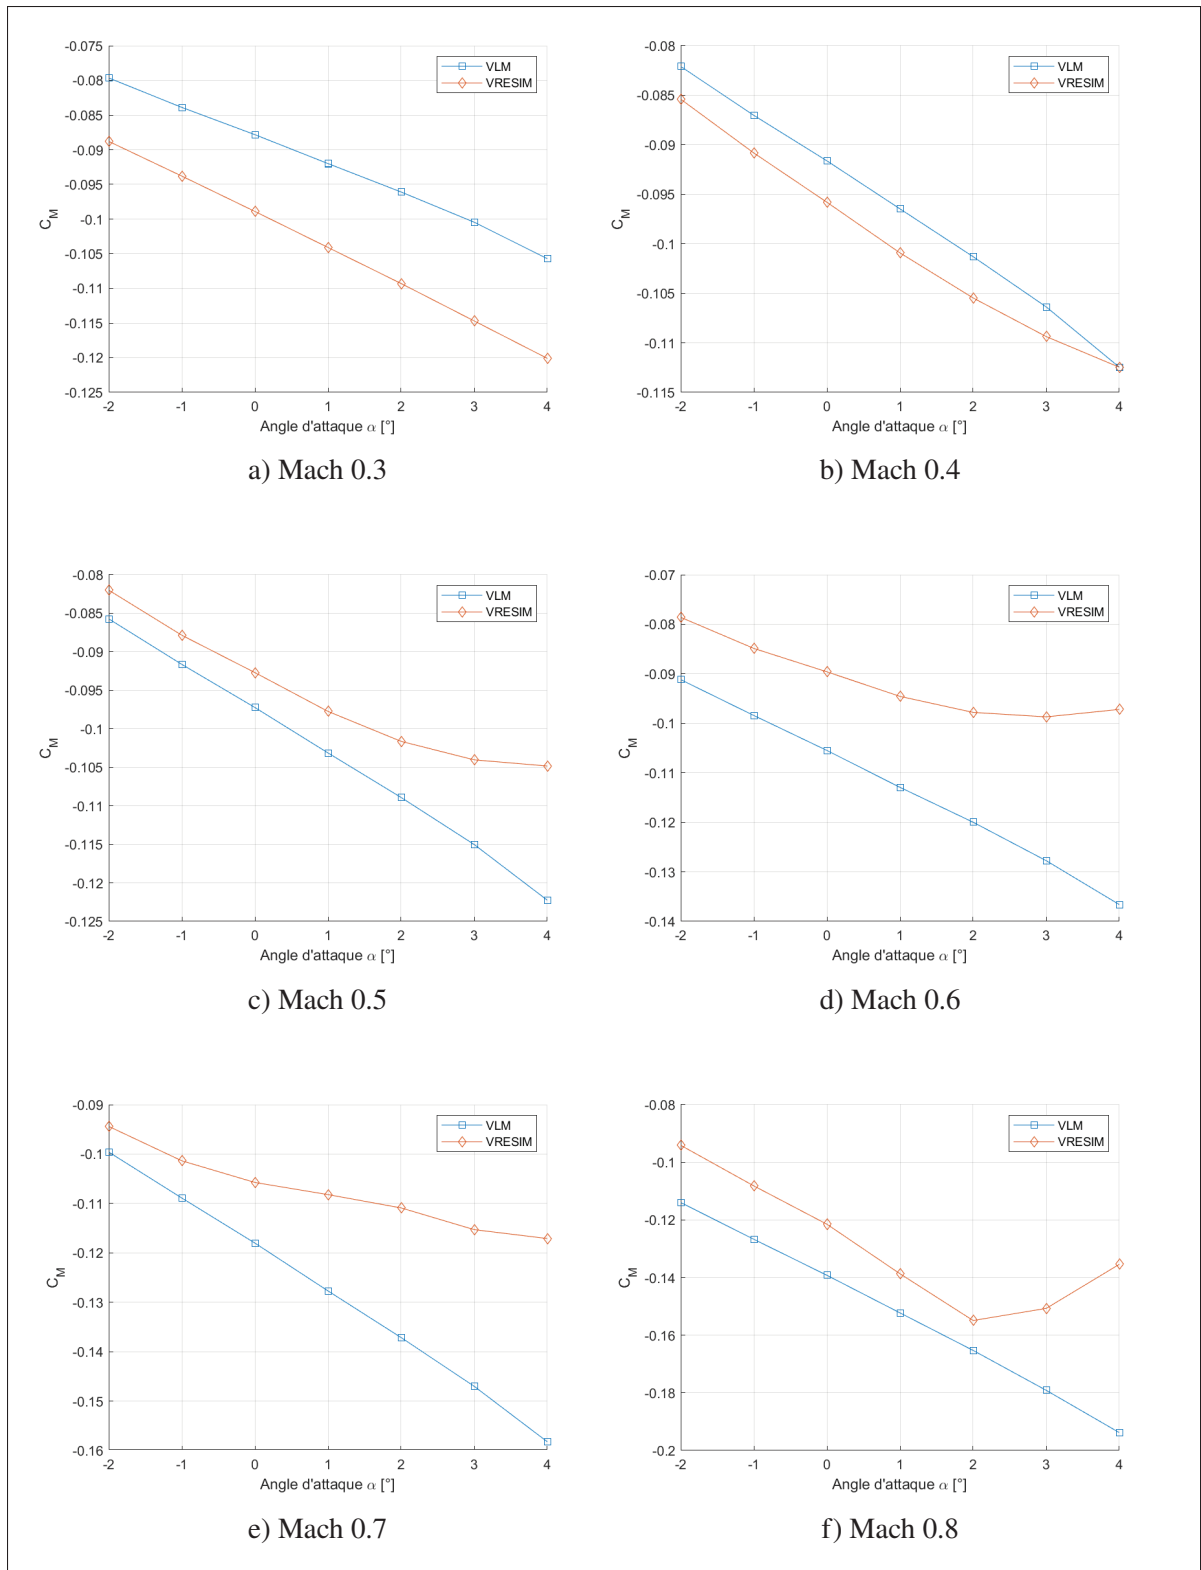 -0.075
-0.08
-0.085
-0.09
-0.095
-0.1
-0.105
-0.11
-0.115
-0.12
-0.125
C_M
-2 -1 0 1 2 3 4
Angle d'attaque α [°]
VLM
VRESIM
a) Mach 0.3
-0.08
-0.085
-0.09
-0.095
-0.1
-0.105
-0.11
-0.115
C_M
-2 -1 0 1 2 3 4
Angle d'attaque α [°]
VLM
VRESIM
b) Mach 0.4
-0.08
-0.085
-0.09
-0.095
-0.1
-0.105
-0.11
-0.115
-0.12
-0.125
C_M
-2 -1 0 1 2 3 4
Angle d'attaque α [°]
VLM
VRESIM
c) Mach 0.5
-0.07
-0.08
-0.09
-0.1
-0.11
-0.12
-0.13
-0.14
C_M
-2 -1 0 1 2 3 4
Angle d'attaque α [°]
VLM
VRESIM
d) Mach 0.6
-0.09
-0.1
-0.11
-0.12
-0.13
-0.14
-0.15
-0.16
C_M
-2 -1 0 1 2 3 4
Angle d'attaque α [°]
VLM
VRESIM
e) Mach 0.7
-0.08
-0.1
-0.12
-0.14
-0.16
-0.18
-0.2
C_M
-2 -1 0 1 2 3 4
Angle d'attaque α [°]
VLM
VRESIM
f) Mach 0.8